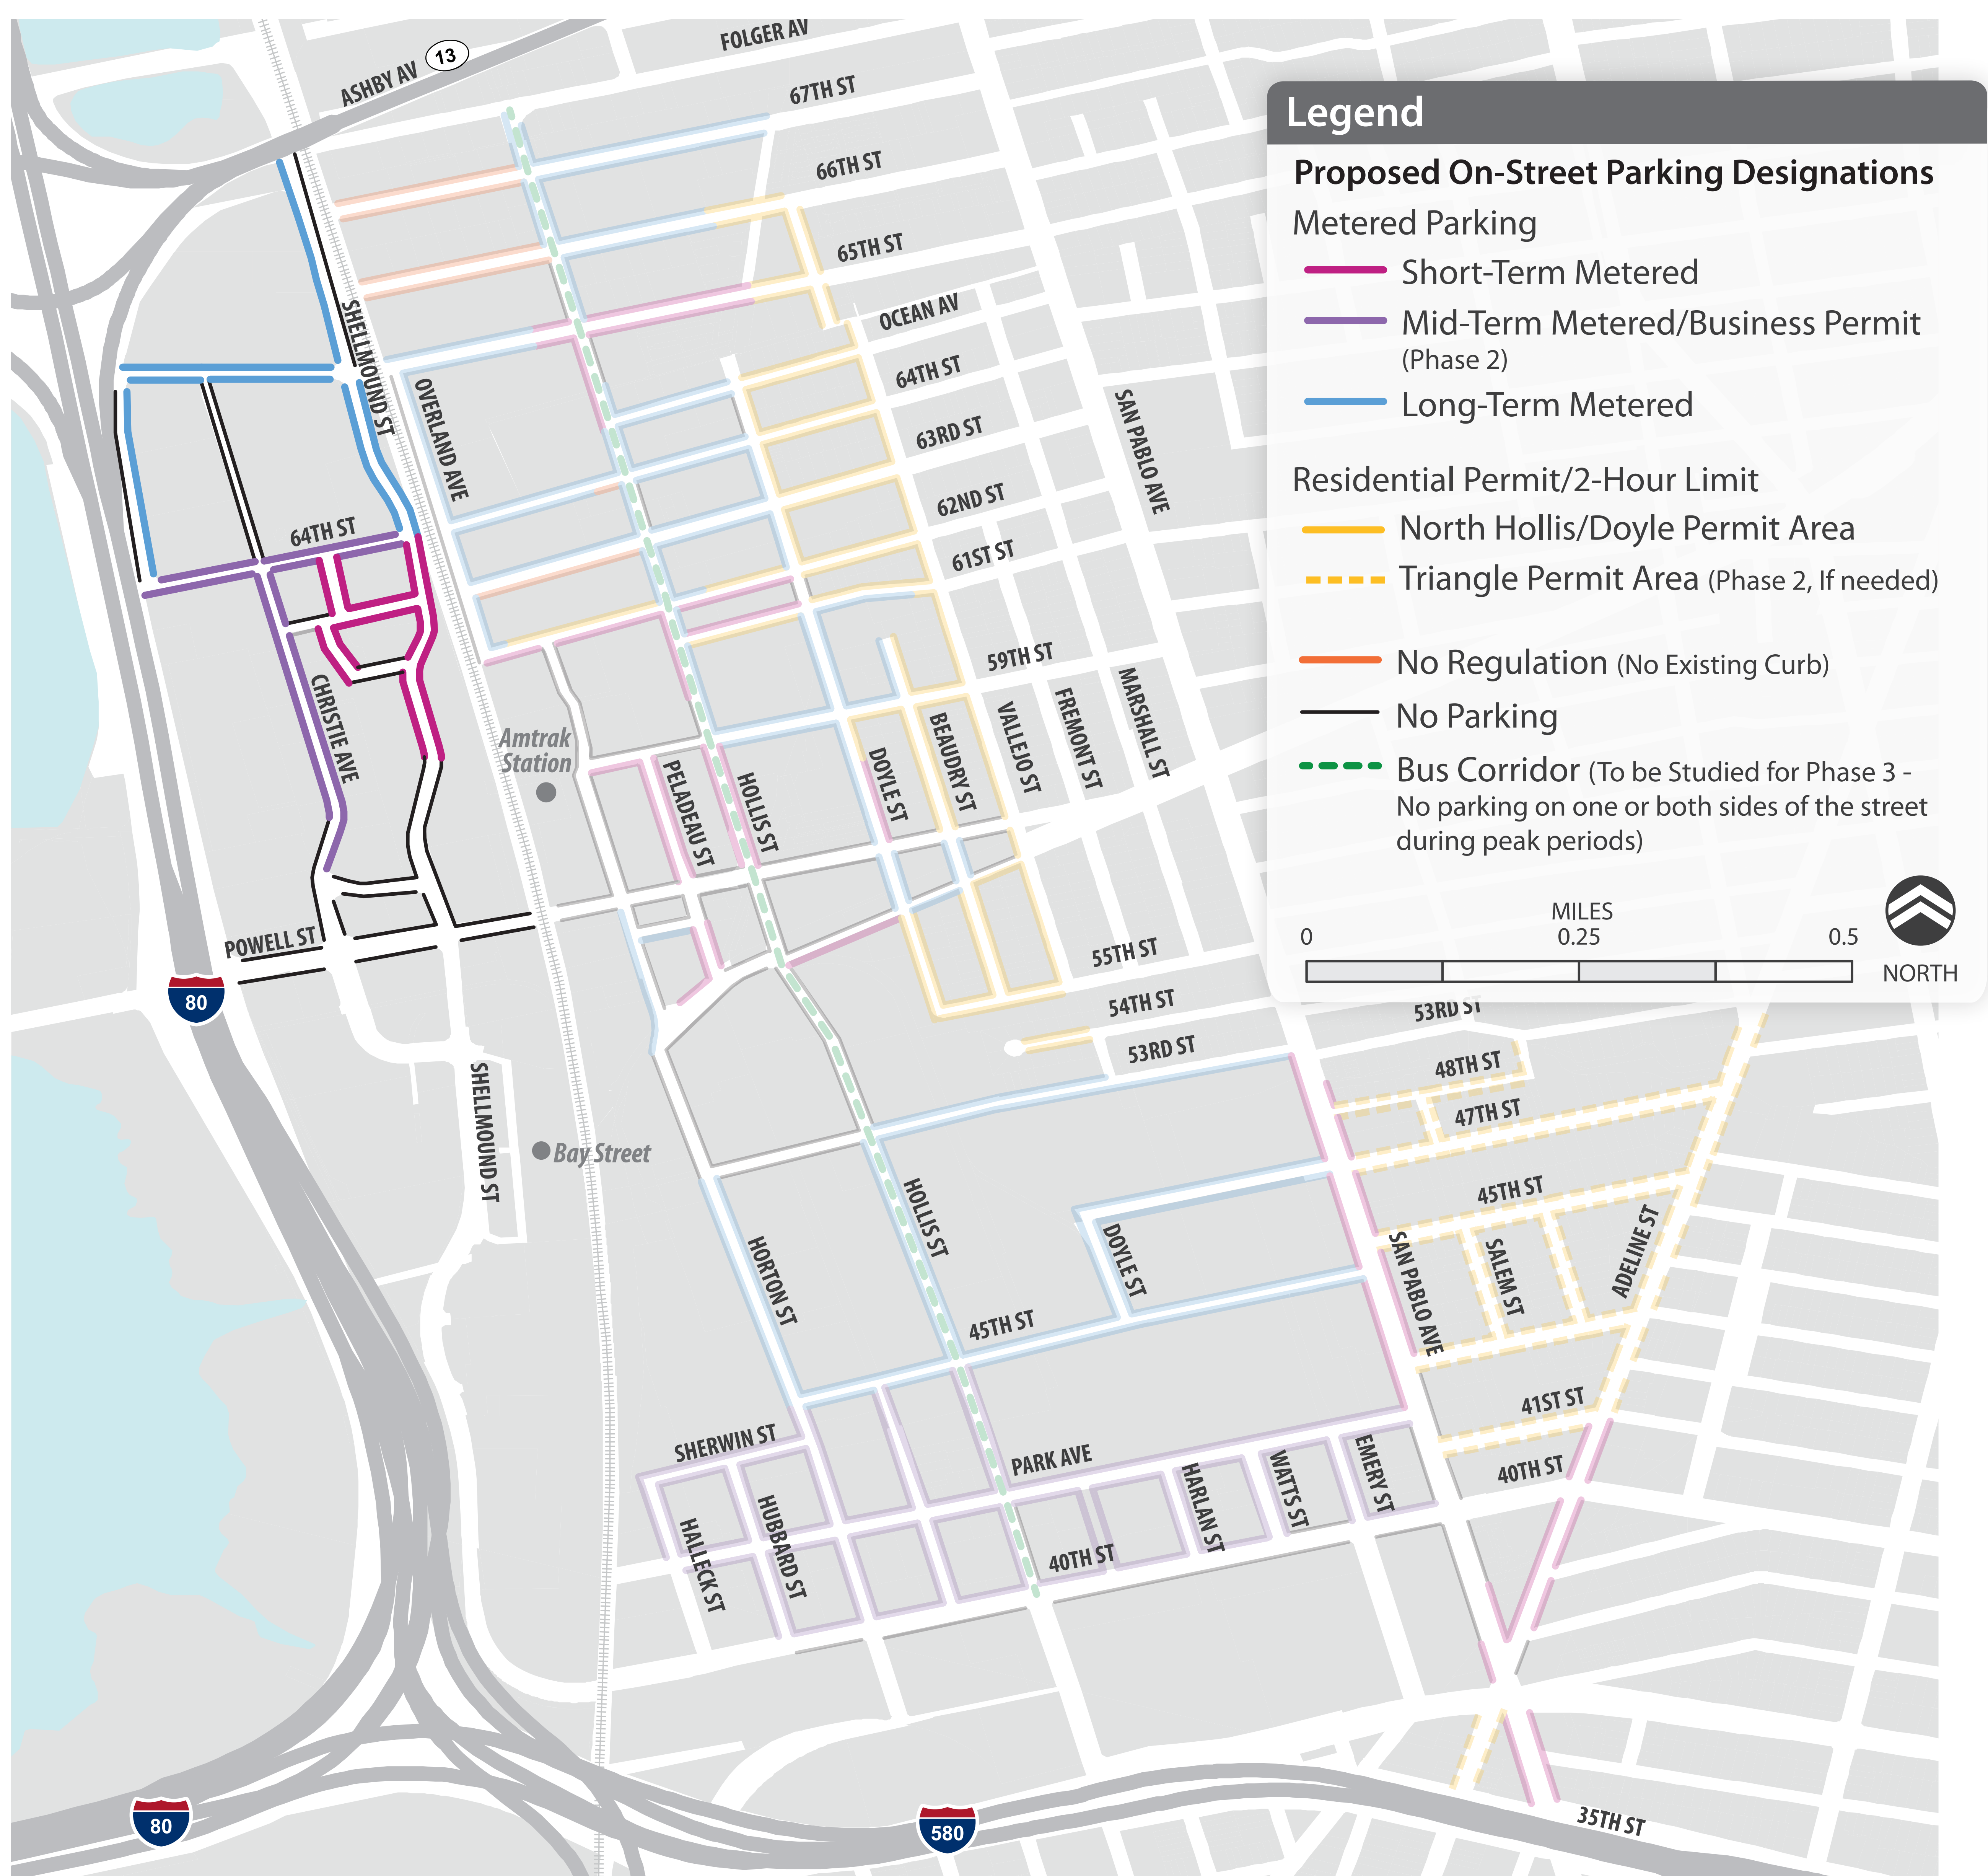 FOLGER AV
13
ASHBY AV
67TH ST
66TH ST
65TH ST
OCEAN AV
64TH ST
63RD ST
62ND ST
61ST ST
59TH ST
SHELLMOUND ST
OVERLAND AVE
SAN PABLO AVE
64TH ST
CHRISTIE AVE
Amtrak
Station
PELADEAU ST
HOLLIS ST
DOYLE ST
BEAUDRY ST
VALLEJO ST
FREMONT ST
MARSHALL ST
POWELL ST
80
55TH ST
54TH ST
53RD ST
53RD ST
48TH ST
47TH ST
45TH ST
SHELLMOUND ST
Bay Street
HOLLIS ST
HORTON ST
DOYLE ST
45TH ST
SAN PABLO AVE
SALEM ST
ADELINE ST
41ST ST
40TH ST
SHERWIN ST
PARK AVE
HALLECK ST
HUBBARD ST
HARLAN ST
WATTS ST
EMERY ST
40TH ST
80
580
35TH ST
Legend
Proposed On-Street Parking Designations
Metered Parking
Short-Term Metered
Mid-Term Metered/Business Permit
(Phase 2)
Long-Term Metered
Residential Permit/2-Hour Limit
North Hollis/Doyle Permit Area
Triangle Permit Area (Phase 2, If needed)
No Regulation (No Existing Curb)
No Parking
Bus Corridor (To be Studied for Phase 3 -
No parking on one or both sides of the street
during peak periods)
MILES
0 0.25 0.5
NORTH